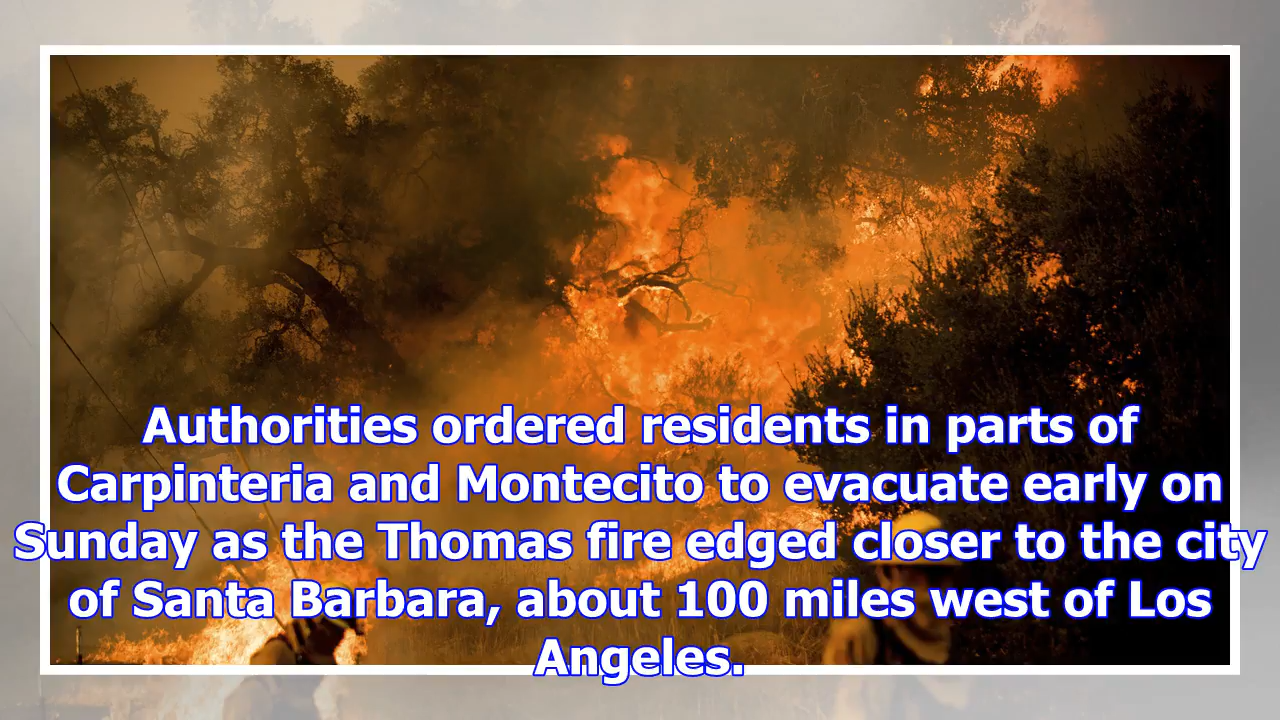 Authorities ordered residents in parts of
Carpinteria and Montecito to evacuate early on
Sunday as the Thomas fire edged closer to the city
of Santa Barbara, about 100 miles west of Los
Angeles.